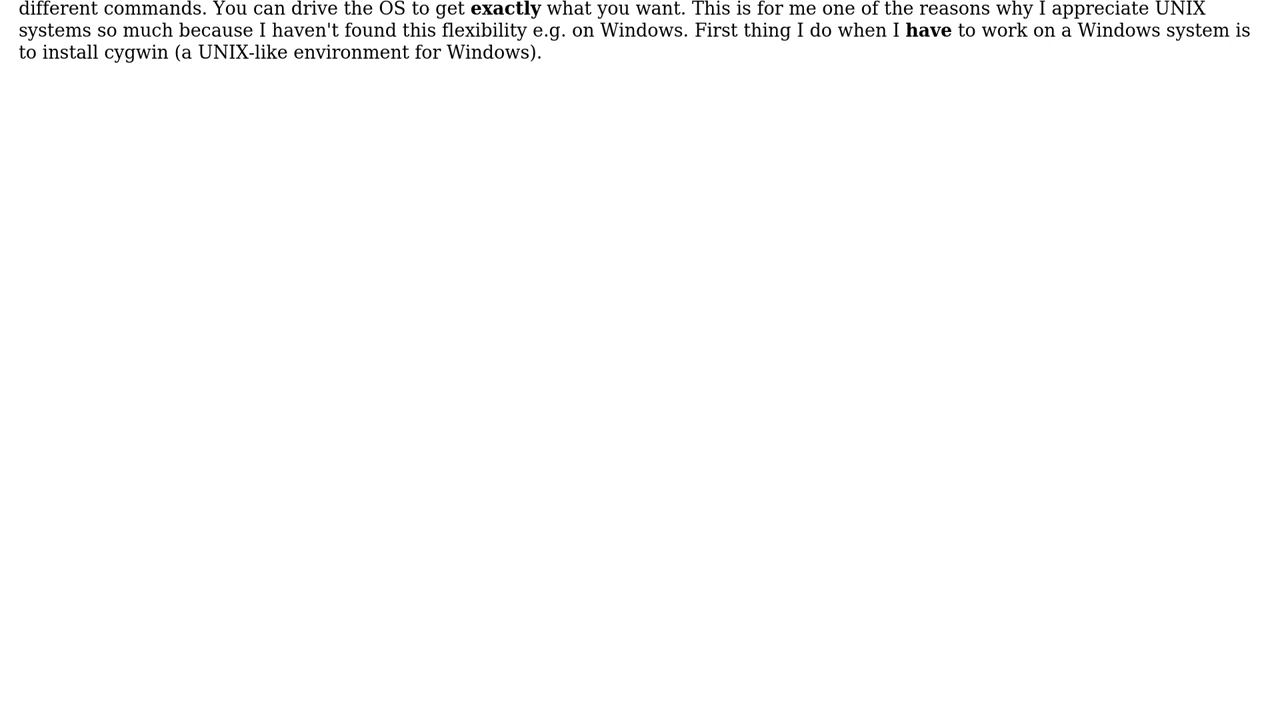 different commands. You can drive the OS to get exactly what you want. This is for me one of the reasons why I appreciate UNIX
systems so much because I haven't found this flexibility e.g. on Windows. First thing I do when I have to work on a Windows system is
to install cygwin (a UNIX-like environment for Windows).